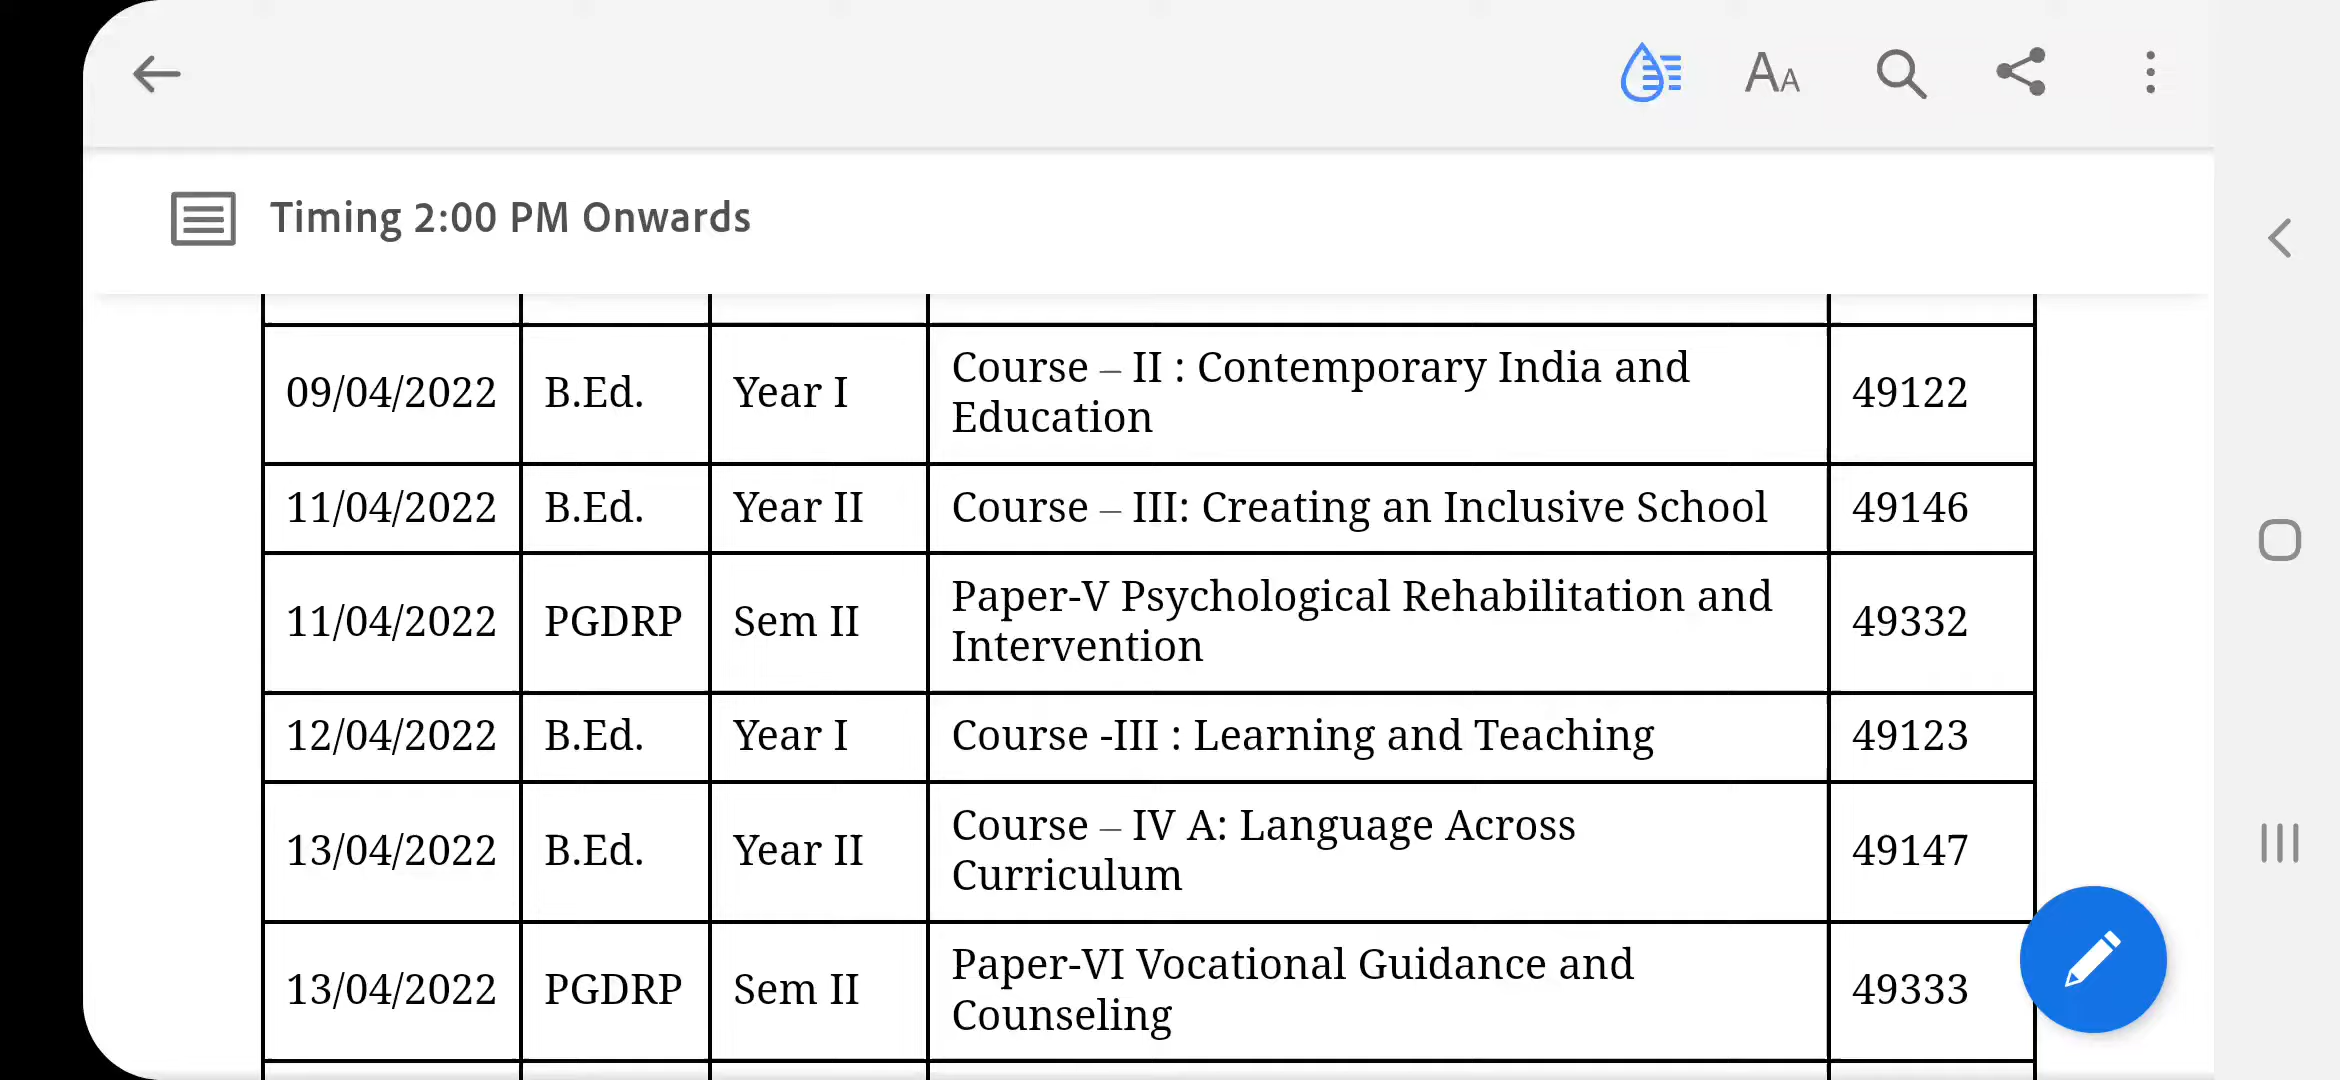 AA
Timing 2:00 PM Onwards
09/04/2022 B.Ed. Year I Course – II : Contemporary India and Education 49122
11/04/2022 B.Ed. Year II Course – III: Creating an Inclusive School 49146
11/04/2022 PGDRP Sem II Paper-V Psychological Rehabilitation and Intervention 49332
12/04/2022 B.Ed. Year I Course -III : Learning and Teaching 49123
13/04/2022 B.Ed. Year II Course – IV A: Language Across Curriculum 49147
13/04/2022 PGDRP Sem II Paper-VI Vocational Guidance and Counseling 49333